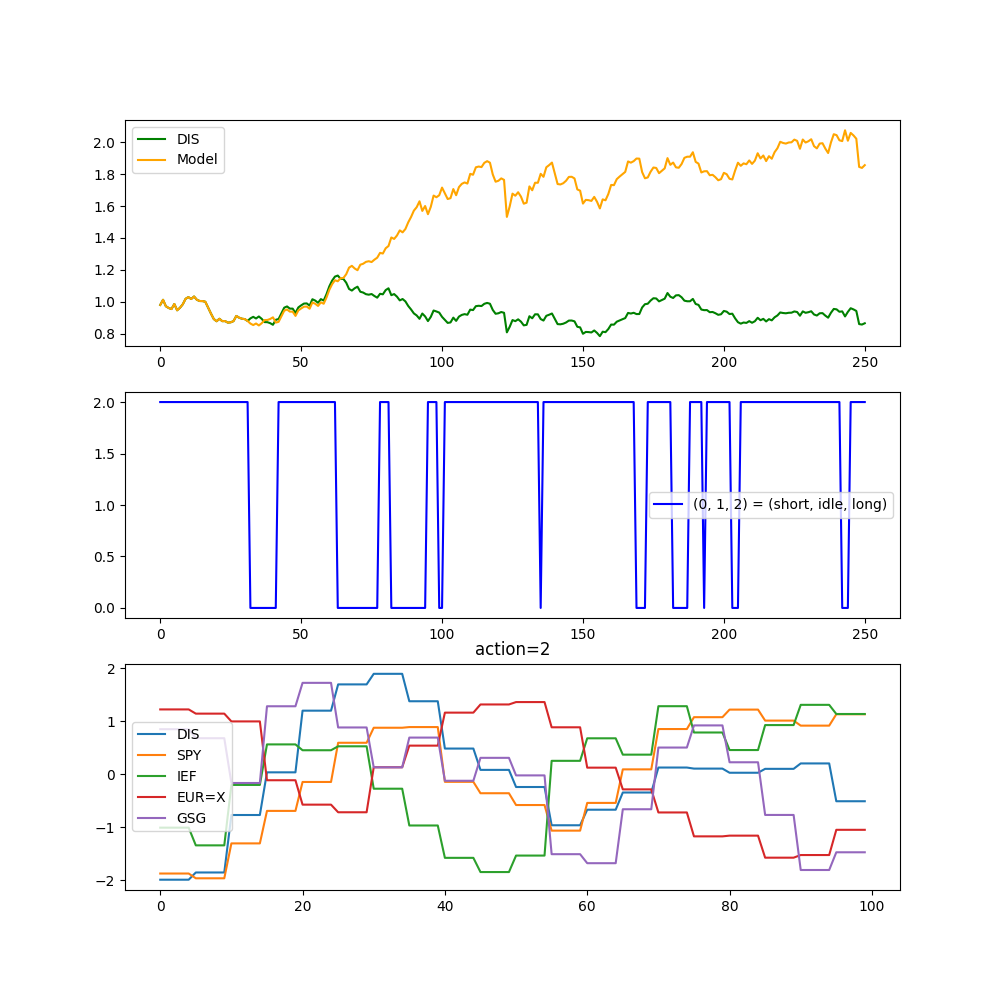 2.0
1.8
1.6
1.4
1.2
1.0
0.8
DIS
Model
0 50 100 150 200 250
2.0
1.5
1.0
0.5
0.0
(0, 1, 2) = (short, idle, long)
0 50 100 150 200 250
action=2
2
1
0
−1
−2
DIS
SPY
IEF
EUR=X
GSG
0 20 40 60 80 100